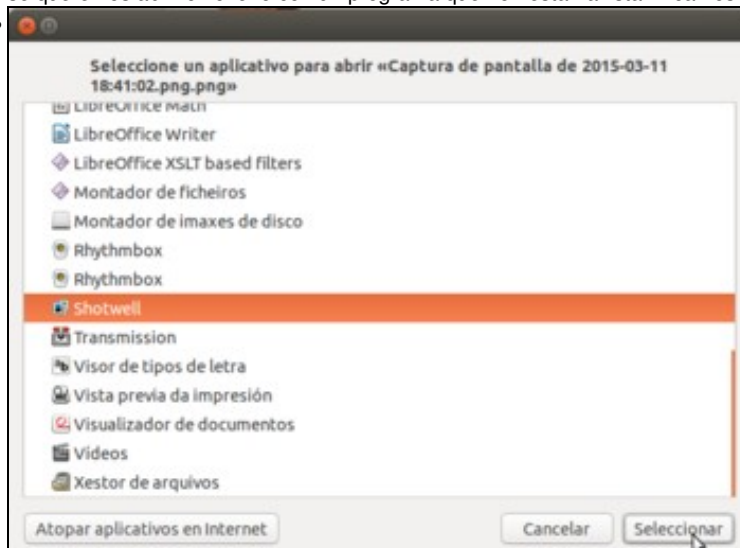 Seleccione un aplicativo para abrir «Captura de pantalla de 2015-03-11
18:41:02.png.png»
LibreOffice Math
LibreOffice Writer
LibreOffice XSLT based filters
Montador de ficheiros
Montador de imaxes de disco
Rhythmbox
Rhythmbox
Shotwell
Transmission
Visor de tipos de letra
Vista previa da impresión
Visualizador de documentos
Vídeos
Xestor de arquivos
Atopar aplicativos en Internet Cancelar Seleccionar